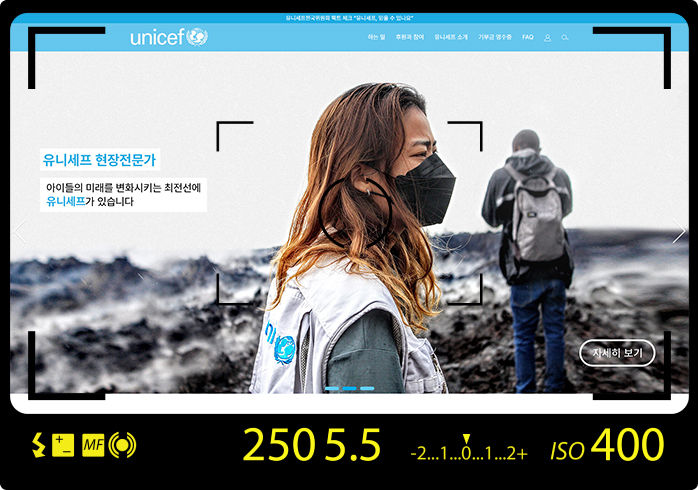 유니세프한국위원회 팩트 체크 "유니세프, 믿을 수 있나요"
unicef
하는 일 후원과 참여 유니세프 소개 기부금 영수증 FAQ
유니세프 현장전문가
아이들의 미래를 변화시키는 최전선에
유니세프가 있습니다
자세히 보기
+ -
MF
250 5.5 -2...1...0...1...2+ ISO 400